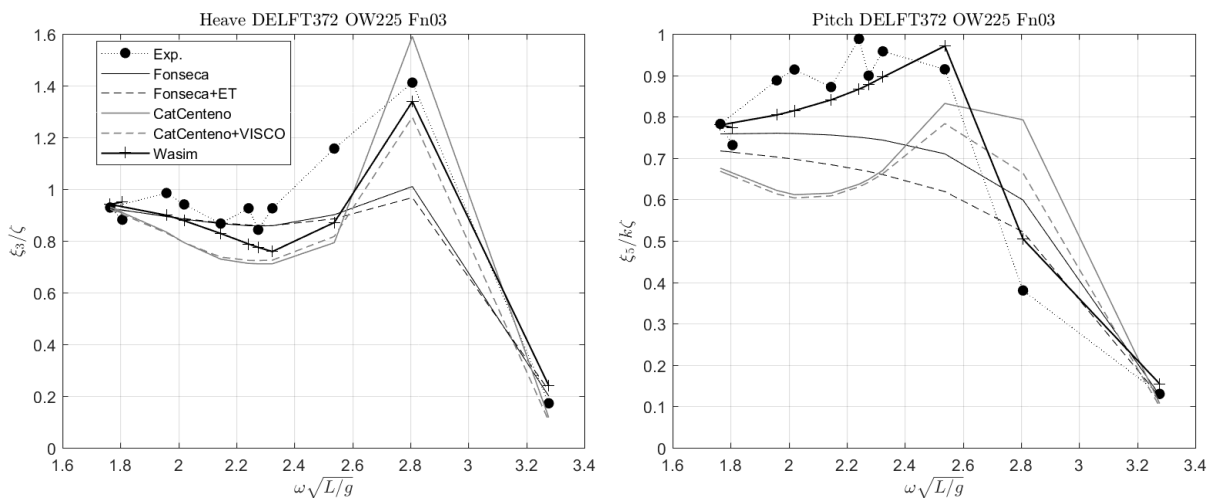 Heave DELFT372 OW225 Fn03
1.6
1.4
1.2
1
0.8
0.6
0.4
0.2
0
ξ3/ζ
Exp.
Fonseca
Fonseca+ET
CatCenteno
CatCenteno+VISCO
Wasim
1.6 1.8 2 2.2 2.4 2.6 2.8 3 3.2 3.4
ω√L/g
Pitch DELFT372 OW225 Fn03
1
0.9
0.8
0.7
0.6
0.5
0.4
0.3
0.2
0.1
0
ξ5/kζ
1.6 1.8 2 2.2 2.4 2.6 2.8 3 3.2 3.4
ω√L/g